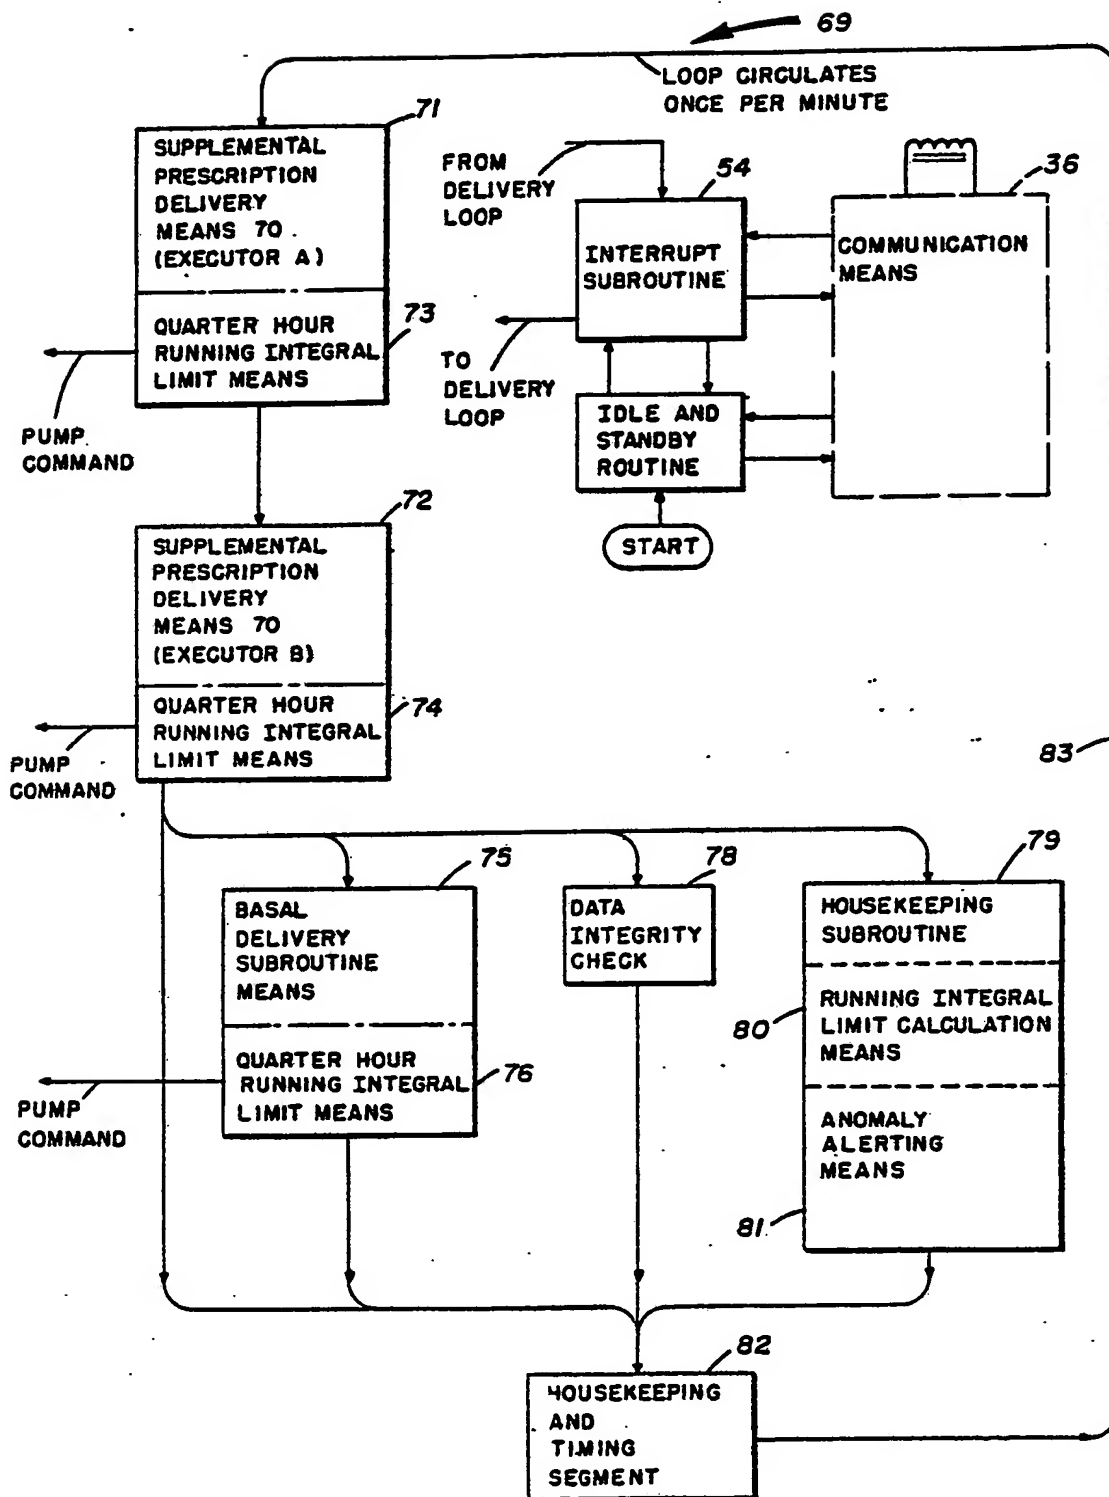 69
LOOP CIRCULATES
ONCE PER MINUTE
71
SUPPLEMENTAL
PRESCRIPTION
DELIVERY
MEANS 70
(EXECUTOR A)
73
QUARTER HOUR
RUNNING INTEGRAL
LIMIT MEANS
PUMP
COMMAND
FROM
DELIVERY
LOOP
54
INTERRUPT
SUBROUTINE
36
COMMUNICATION
MEANS
TO
DELIVERY
LOOP
IDLE AND
STANDBY
ROUTINE
START
72
SUPPLEMENTAL
PRESCRIPTION
DELIVERY
MEANS 70
(EXECUTOR B)
74
QUARTER HOUR
RUNNING INTEGRAL
LIMIT MEANS
PUMP
COMMAND
83
75
BASAL
DELIVERY
SUBROUTINE
MEANS
QUARTER HOUR
RUNNING INTEGRAL
LIMIT MEANS
76
PUMP
COMMAND
78
DATA
INTEGRITY
CHECK
79
HOUSEKEEPING
SUBROUTINE
80
RUNNING INTEGRAL
LIMIT CALCULATION
MEANS
ANOMALY
ALERTING
MEANS
81
82
HOUSEKEEPING
AND
TIMING
SEGMENT